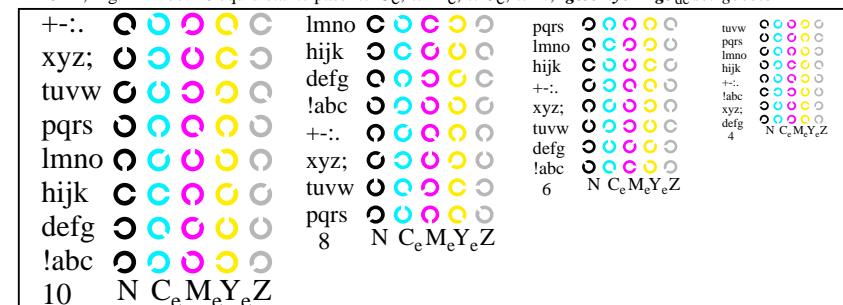 +-:.
xyz;
tuvw
pqrs
lmno
hijk
defg
!abc
10 N CeMeYeZ
lmno
hijk
defg
!abc
+-:.
xyz;
tuvw
pqrs
8 N CeMeYeZ
pqrs
lmno
hijk
+-:.
xyz;
tuvw
defg
!abc
6 N CeMeYeZ
tuvw
pqrs
lmno
hijk
+-:.
!abc
xyz;
defg
4 N CeMeYeZ